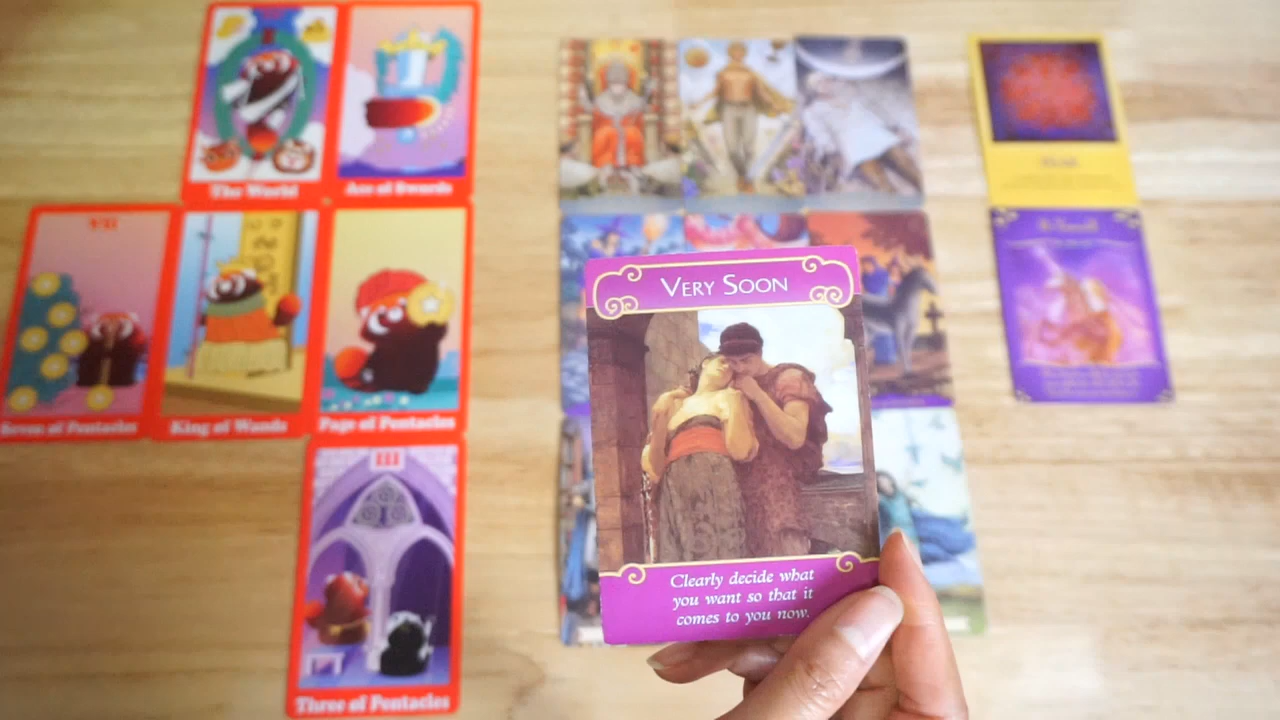 The World
Ace of Swords
VII
Seven of Pentacles
King of Wands
Page of Pentacles
III
Three of Pentacles
VERY SOON
Clearly decide what
you want so that it
comes to you now.